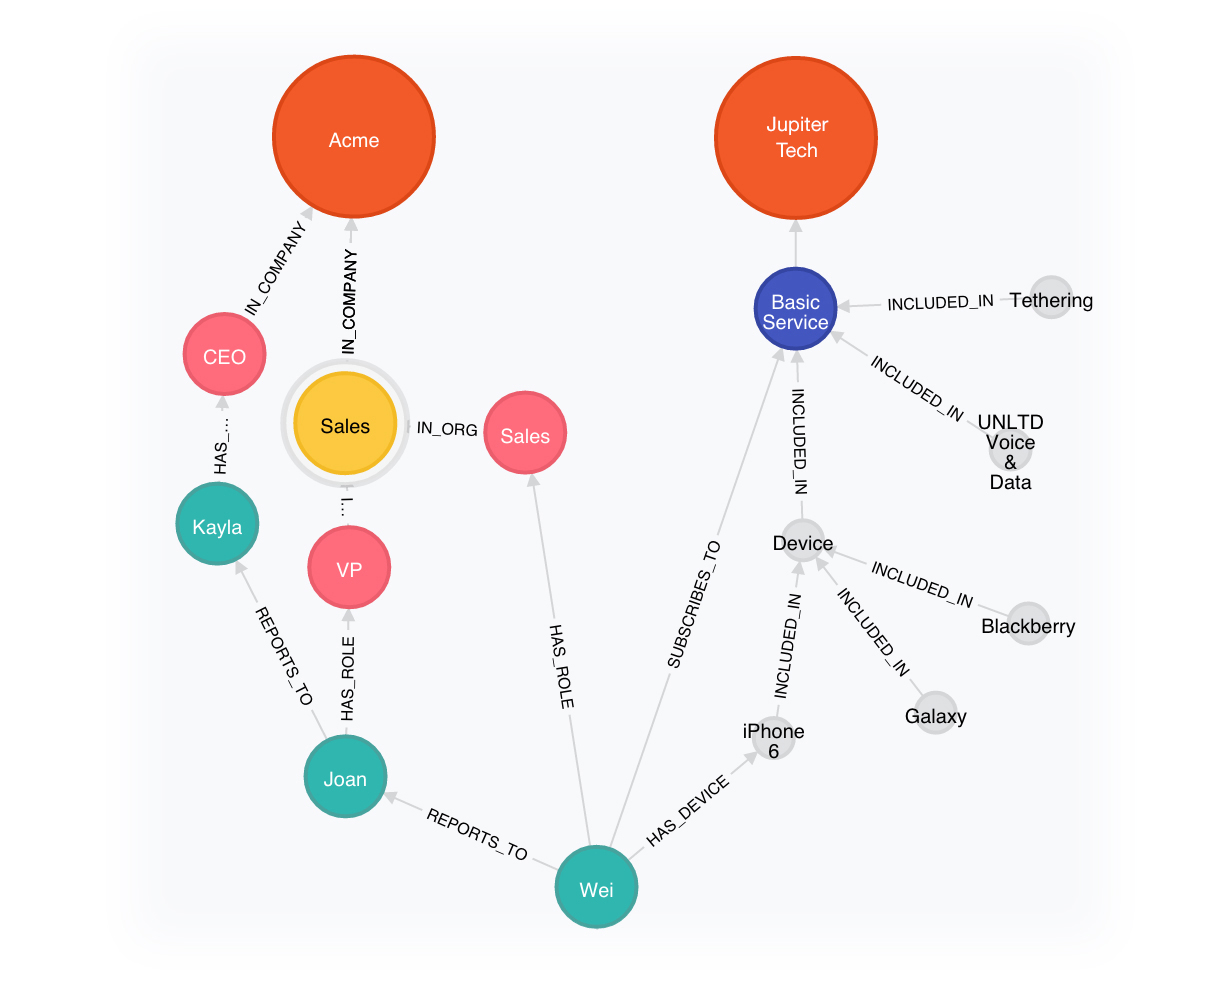 Acme
Jupiter
Tech
IN_COMPANY
IN_COMPANY
Basic
Service
INCLUDED_IN
Tethering
CEO
INCLUDED_IN
Sales
IN_ORG
Sales
INCLUDED_IN
UNLTD
Voice
&
Data
HAS_...
I...
Kayla
VP
Device
INCLUDED_IN
Blackberry
SUBSCRIBES_TO
INCLUDED_IN
INCLUDED_IN
REPORTS_TO
HAS_ROLE
HAS_ROLE
Galaxy
iPhone
6
Joan
HAS_DEVICE
REPORTS_TO
Wei